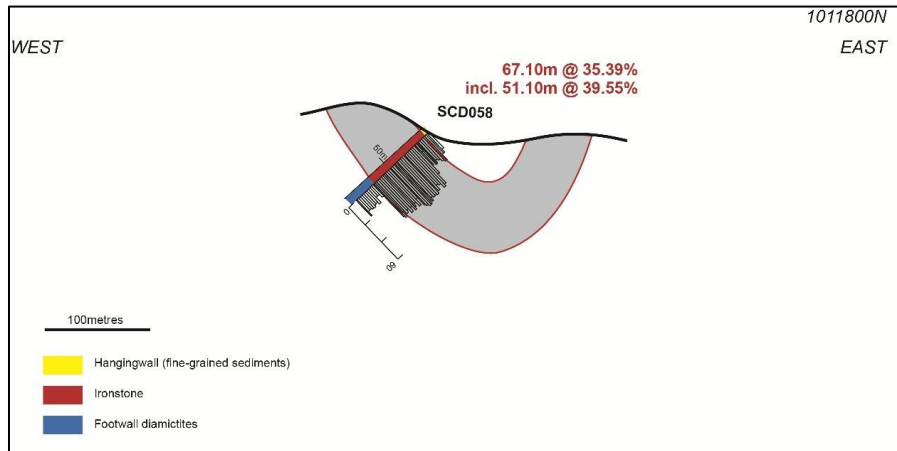 1011800N
WEST
EAST
67.10m @ 35.39%
incl. 51.10m @ 39.55%
SCD058
50m
0
60
100metres
Hangingwall (fine-grained sediments)
Ironstone
Footwall diamictites